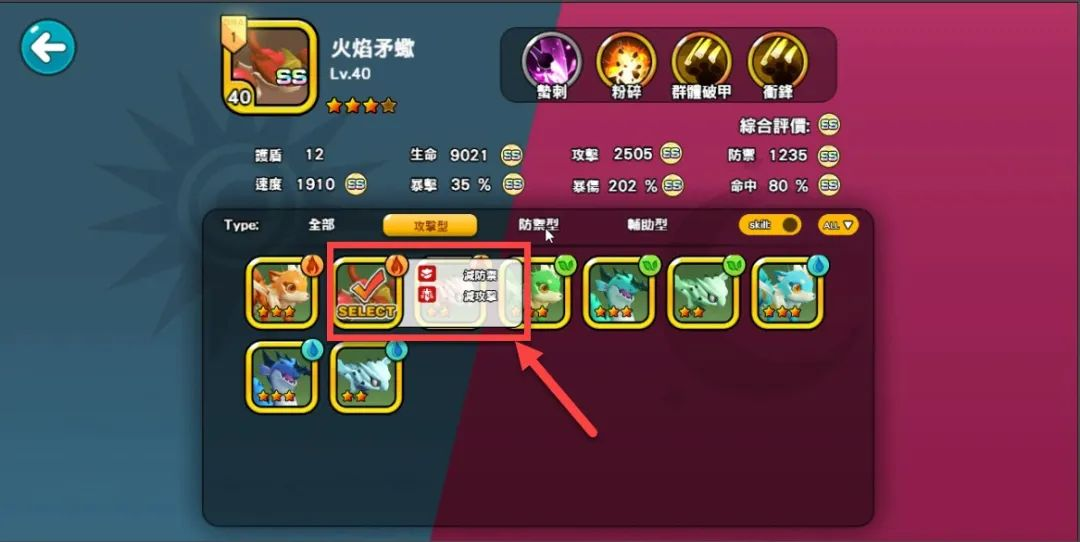 DNA
1
SS
40
火焰矛蠍
Lv.40
螫刺 粉碎 群體破甲 衝鋒
綜合評價: SS
護盾 12 生命 9021 SS 攻擊 2505 SS 防禦 1235 SS
速度 1910 SS 暴擊 35 % SS 暴傷 202 % SS 命中 80 % SS
Type: 全部 攻擊型 防禦型 輔助型 skill: ALL ▼
減防禦
減攻擊
SELECT